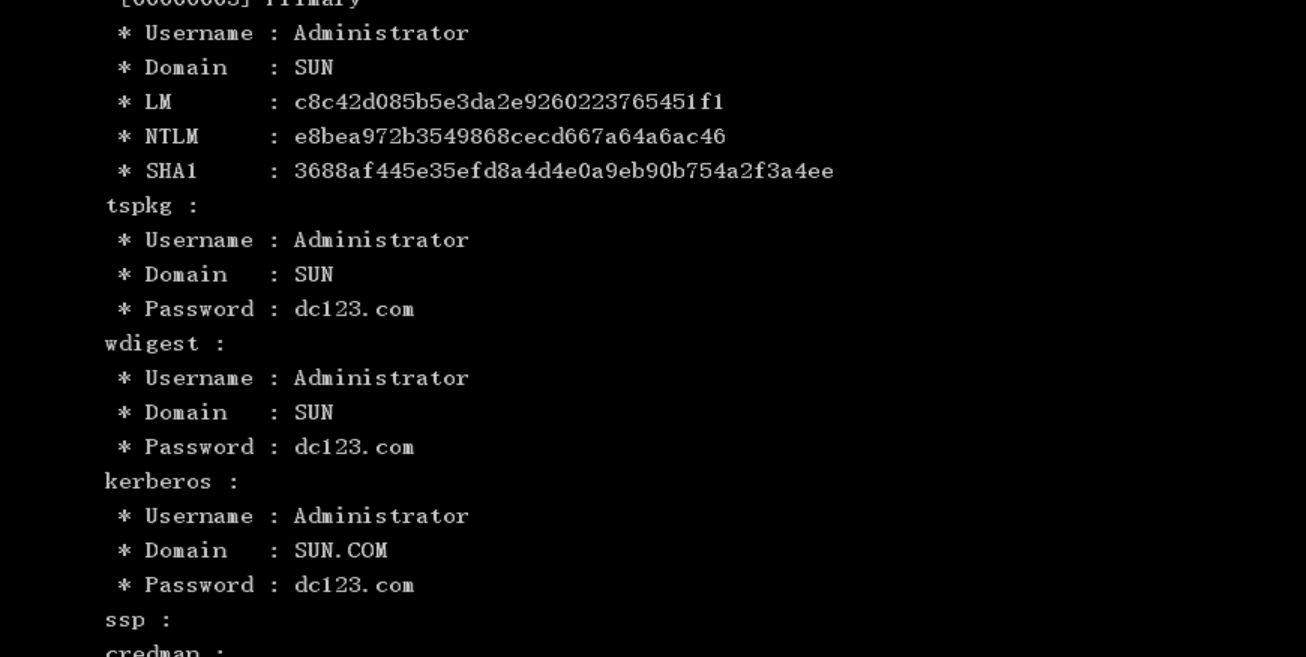 [00000003] Primary
* Username : Administrator
* Domain   : SUN
* LM       : c8c42d085b5e3da2e9260223765451f1
* NTLM     : e8bea972b3549868cecd667a64a6ac46
* SHA1     : 3688af445e35efd8a4d4e0a9eb90b754a2f3a4ee
tspkg :
* Username : Administrator
* Domain   : SUN
* Password : dc123.com
wdigest :
* Username : Administrator
* Domain   : SUN
* Password : dc123.com
kerberos :
* Username : Administrator
* Domain   : SUN.COM
* Password : dc123.com
ssp :
credman :